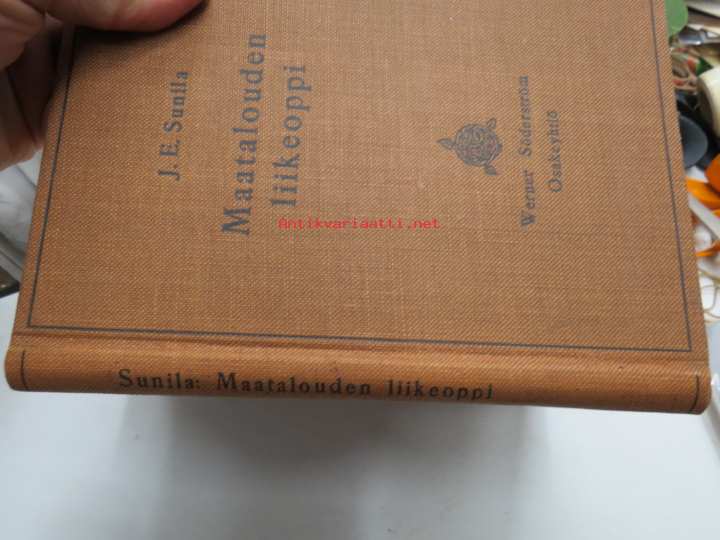 J. E. Sunila
Maatalouden
liikeoppi
Werner Söderström
Osakeyhtiö
Antikvariaatti.net
Sunila: Maatalouden liikeoppi